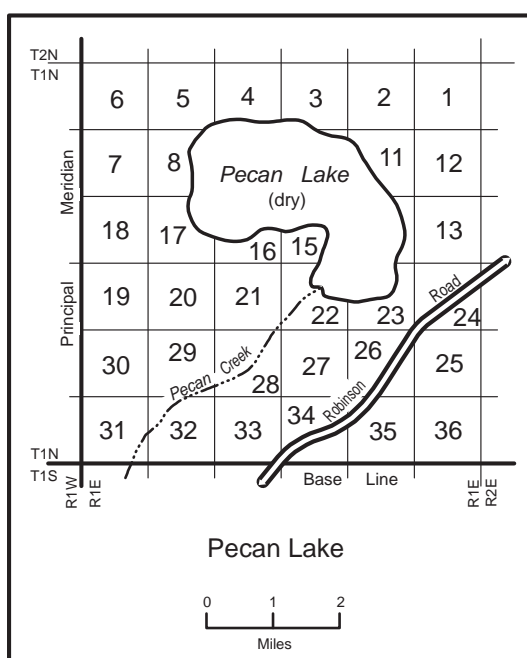 T2N
T1N
6 5 4 3 2 1
7 8 Pecan Lake 11 12
(dry)
Meridian
18 17 16 15 13
Principal
19 20 21 22 23 24
Road
30 29 28 27 26 25
Pecan Creek
Robinson
31 32 33 34 35 36
T1N
T1S
R1W
R1E
Base Line
R1E
R2E
Pecan Lake
0 1 2
Miles